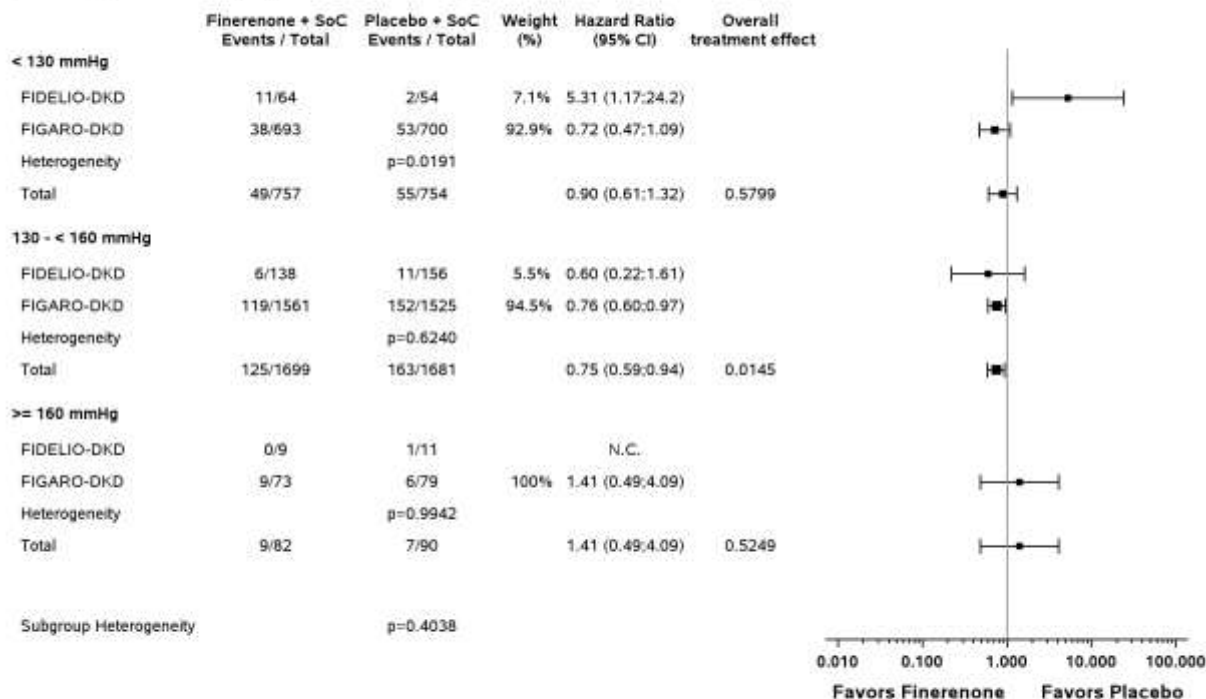 Finerenone + SoC Placebo + SoC Weight Hazard Ratio Overall
Events / Total Events / Total (%) (95% CI) treatment effect
< 130 mmHg
FIDELIO-DKD 11/64 2/54 7.1% 5.31 (1.17;24.2)
FIGARO-DKD 38/693 53/700 92.9% 0.72 (0.47;1.09)
Heterogeneity p=0.0191
Total 49/757 55/754 0.90 (0.61;1.32) 0.5799
130 - < 160 mmHg
FIDELIO-DKD 6/138 11/156 5.5% 0.60 (0.22;1.61)
FIGARO-DKD 119/1561 152/1525 94.5% 0.76 (0.60;0.97)
Heterogeneity p=0.6240
Total 125/1699 163/1681 0.75 (0.59;0.94) 0.0145
>= 160 mmHg
FIDELIO-DKD 0/9 1/11 N.C.
FIGARO-DKD 9/73 6/79 100% 1.41 (0.49;4.09)
Heterogeneity p=0.9942
Total 9/82 7/90 1.41 (0.49;4.09) 0.5249
Subgroup Heterogeneity p=0.4038
0.010 0.100 1.000 10.000 100.000
Favors Finerenone Favors Placebo